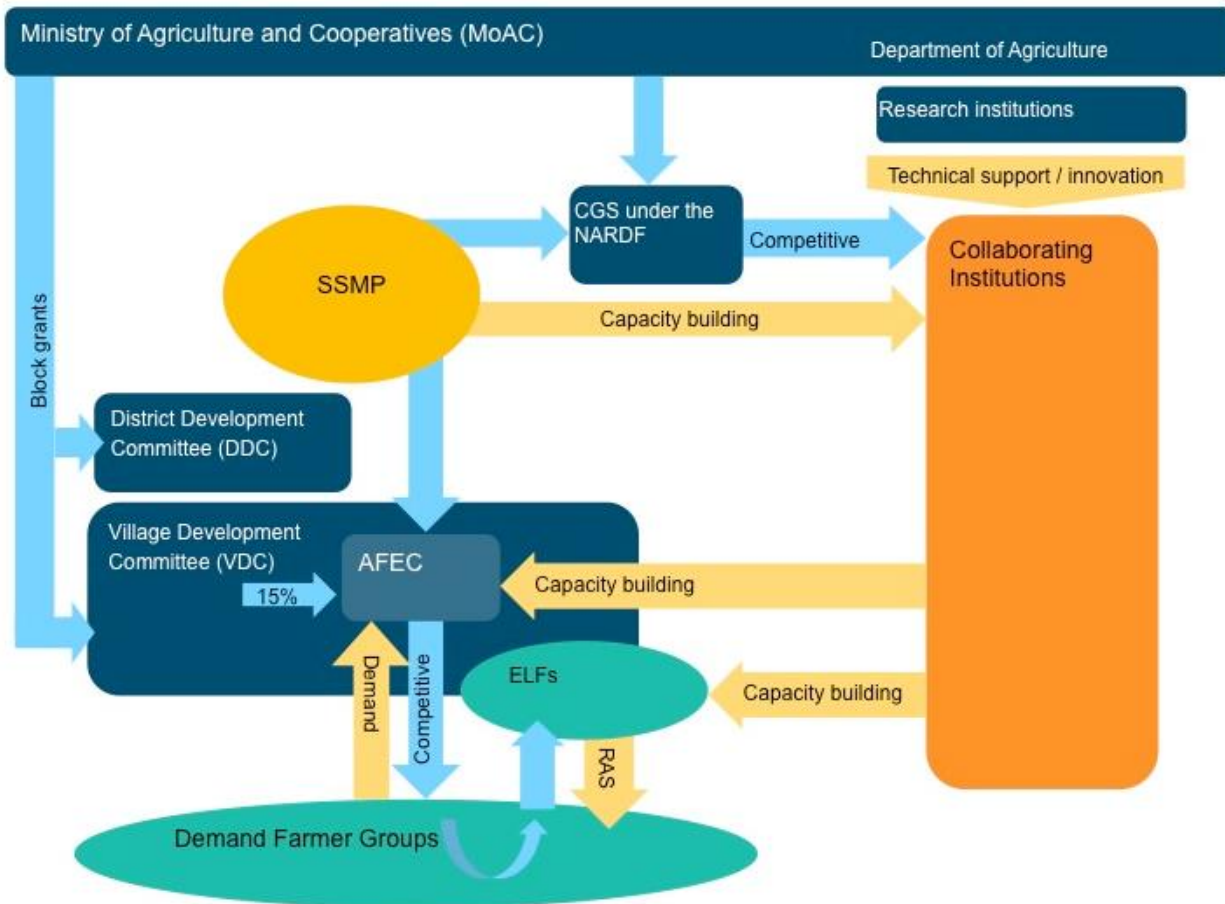 Ministry of Agriculture and Cooperatives (MoAC)
Department of Agriculture
Research institutions
Technical support / innovation
CGS under the
NARDF
Competitive
Collaborating
Institutions
SSMP
Capacity building
Block grants
District Development
Committee (DDC)
Village Development
Committee (VDC)
AFEC
15%
Capacity building
Demand
Competitive
ELFs
Capacity building
RAS
Demand Farmer Groups